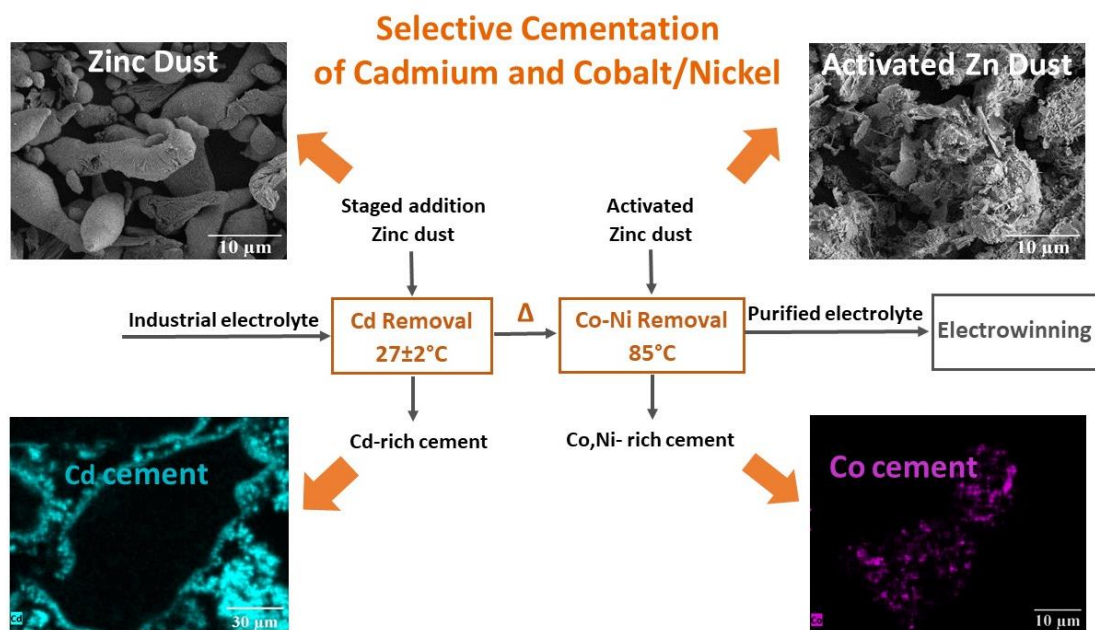 Selective Cementation
of Cadmium and Cobalt/Nickel
Zinc Dust
10 µm
Activated Zn Dust
10 µm
Staged addition
Zinc dust
Activated
Zinc dust
Industrial electrolyte
Cd Removal
27±2°C
Δ
Co-Ni Removal
85°C
Purified electrolyte
Electrowinning
Cd-rich cement
Co,Ni- rich cement
Cd cement
Cd
30 µm
Co cement
Co
10 µm